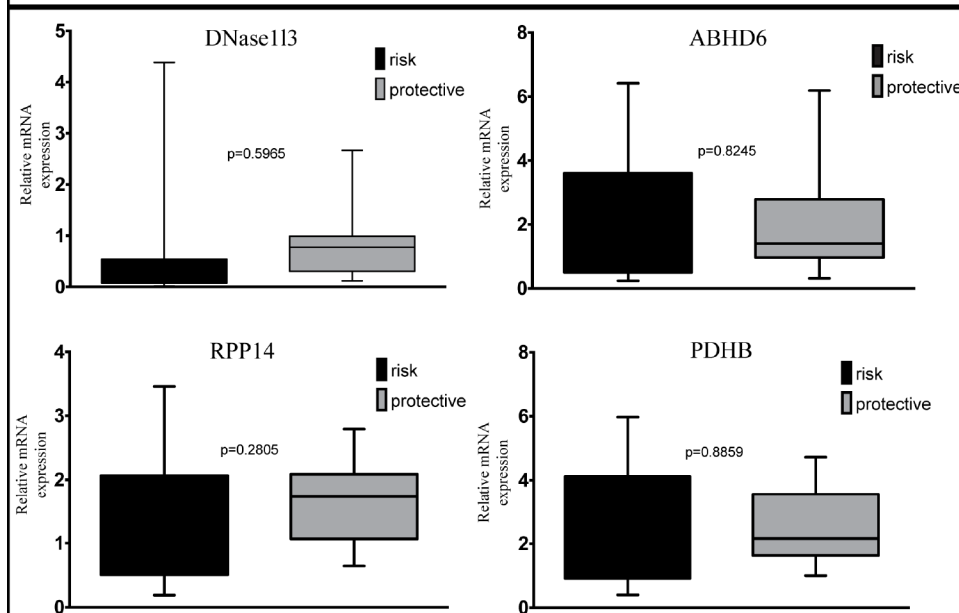 DNase1l3
5
4
3
2
1
0
Relative mRNA
expression
risk
protective
p=0.5965
ABHD6
8
6
4
2
0
Relative mRNA
expression
risk
protective
p=0.8245
RPP14
4
3
2
1
0
Relative mRNA
expression
risk
protective
p=0.2805
PDHB
8
6
4
2
0
Relative mRNA
expression
risk
protective
p=0.8859